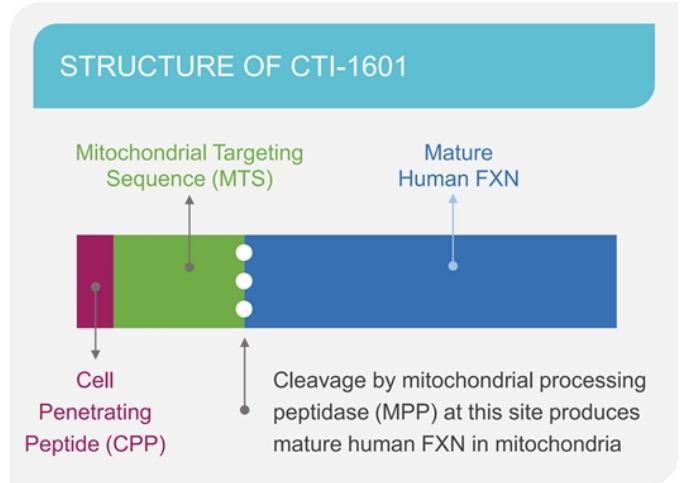 STRUCTURE OF CTI-1601
Mitochondrial Targeting
Sequence (MTS)
Mature
Human FXN
Cell
Penetrating
Peptide (CPP)
Cleavage by mitochondrial processing
peptidase (MPP) at this site produces
mature human FXN in mitochondria